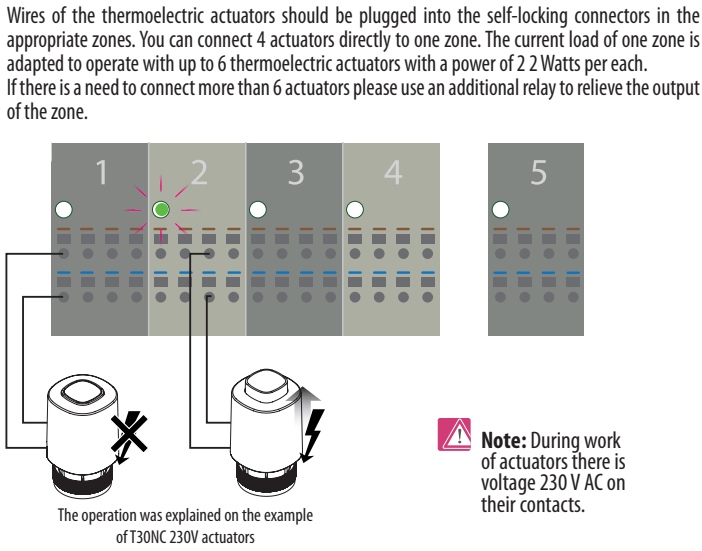 Wires of the thermoelectric actuators should be plugged into the self-locking connectors in the
appropriate zones. You can connect 4 actuators directly to one zone. The current load of one zone is
adapted to operate with up to 6 thermoelectric actuators with a power of 2 2 Watts per each.
If there is a need to connect more than 6 actuators please use an additional relay to relieve the output
of the zone.
1 2 3 4 5
Note: During work
of actuators there is
voltage 230 V AC on
their contacts.
The operation was explained on the example
of T30NC 230V actuators